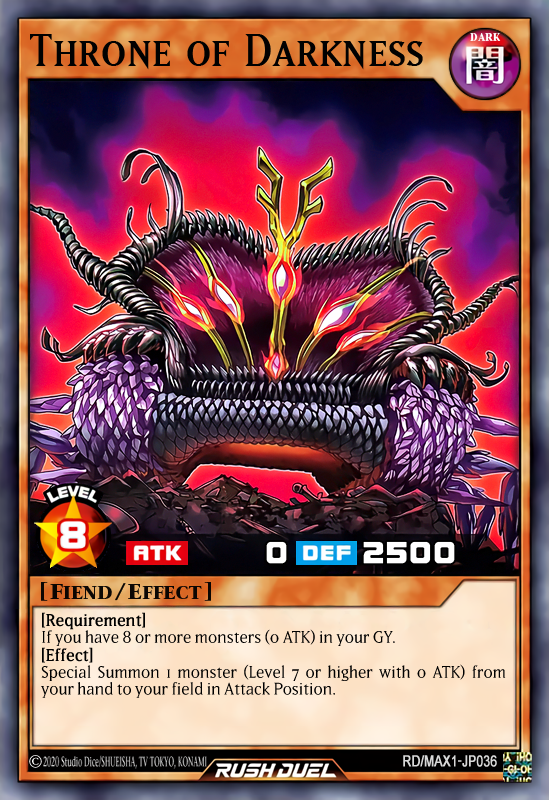 THRONE OF DARKNESS
DARK
闇
LEVEL
8
ATK 0 DEF 2500
[FIEND/EFFECT]
[Requirement]
If you have 8 or more monsters (0 ATK) in your GY.
[Effect]
Special Summon 1 monster (Level 7 or higher with 0 ATK) from
your hand to your field in Attack Position.
©2020 Studio Dice/SHUEISHA, TV TOKYO, KONAMI
RUSH DUEL
RD/MAX1-JP036